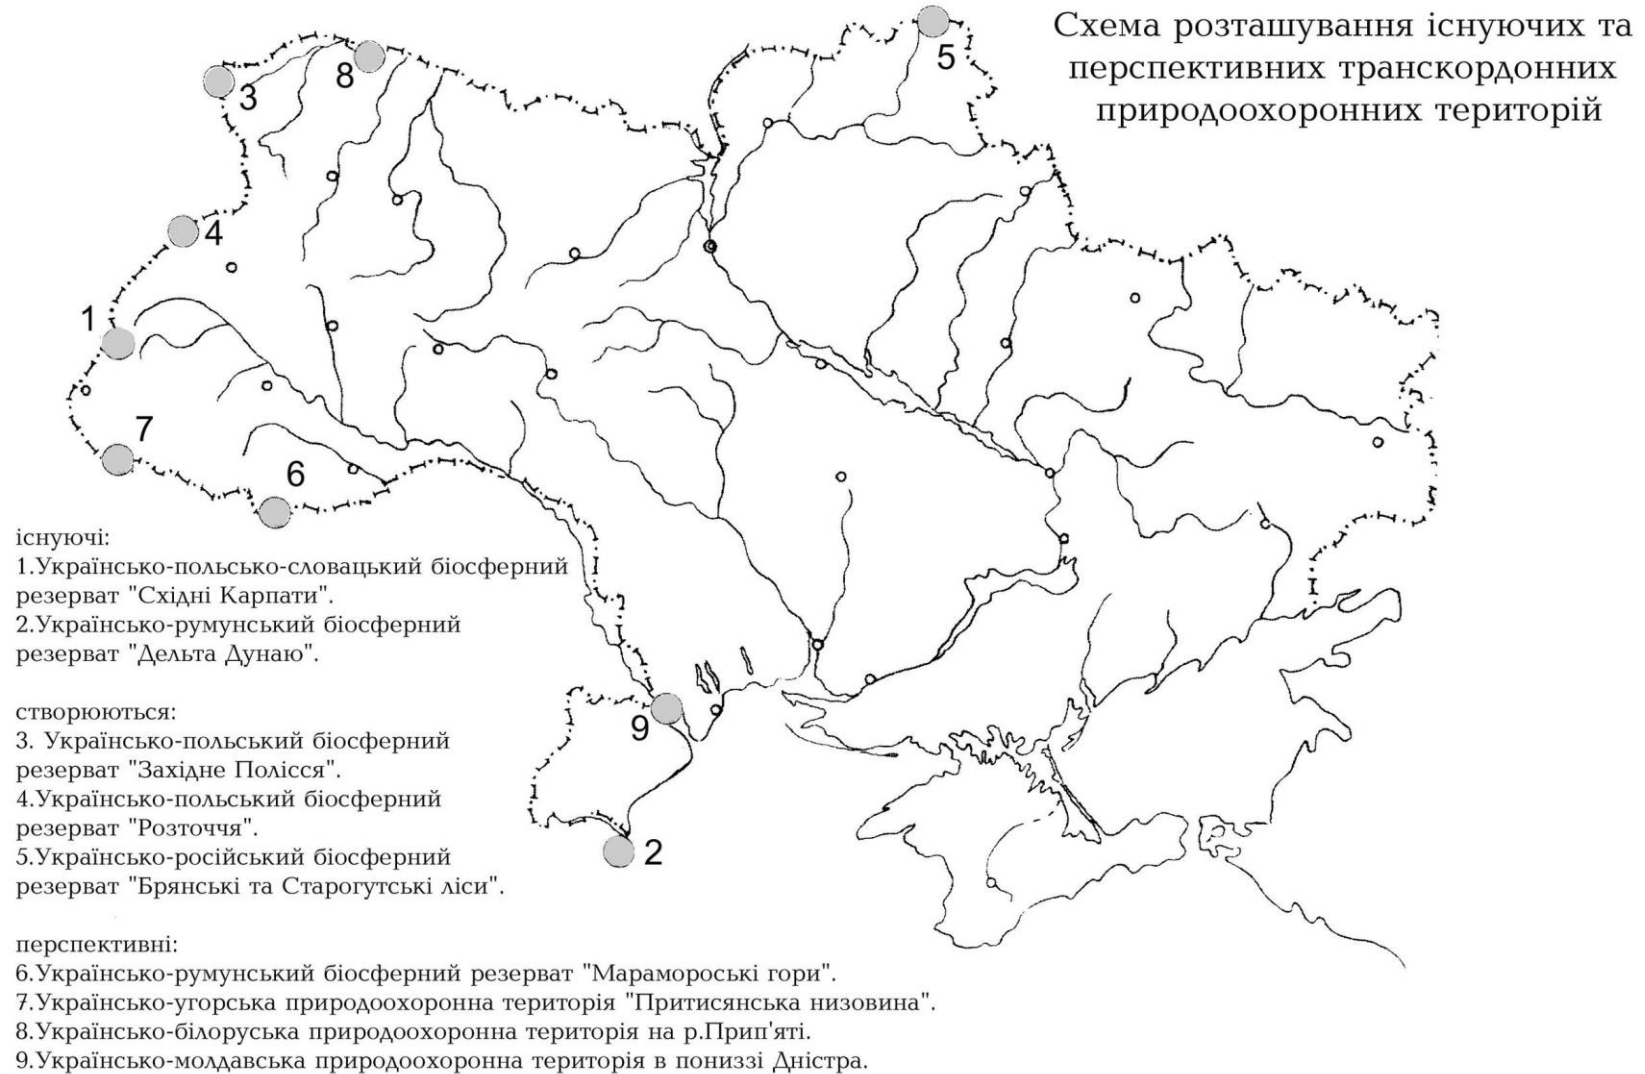 Схема розташування існуючих та
перспективних транскордонних
природоохоронних територій
5
8
3
4
1
7
6
існуючі:
1.Українсько-польсько-словацький біосферний
резерват "Східні Карпати".
2.Українсько-румунський біосферний
резерват "Дельта Дунаю".
створюються:
3. Українсько-польський біосферний
резерват "Західне Полісся".
4.Українсько-польський біосферний
резерват "Розточчя".
5.Українсько-російський біосферний
резерват "Брянські та Старогутські ліси".
9
2
перспективні:
6.Українсько-румунський біосферний резерват "Марамороські гори".
7.Українсько-угорська природоохоронна територія "Притисянська низовина".
8.Українсько-білоруська природоохоронна територія на р.Прип'яті.
9.Українсько-молдавська природоохоронна територія в пониззі Дністра.